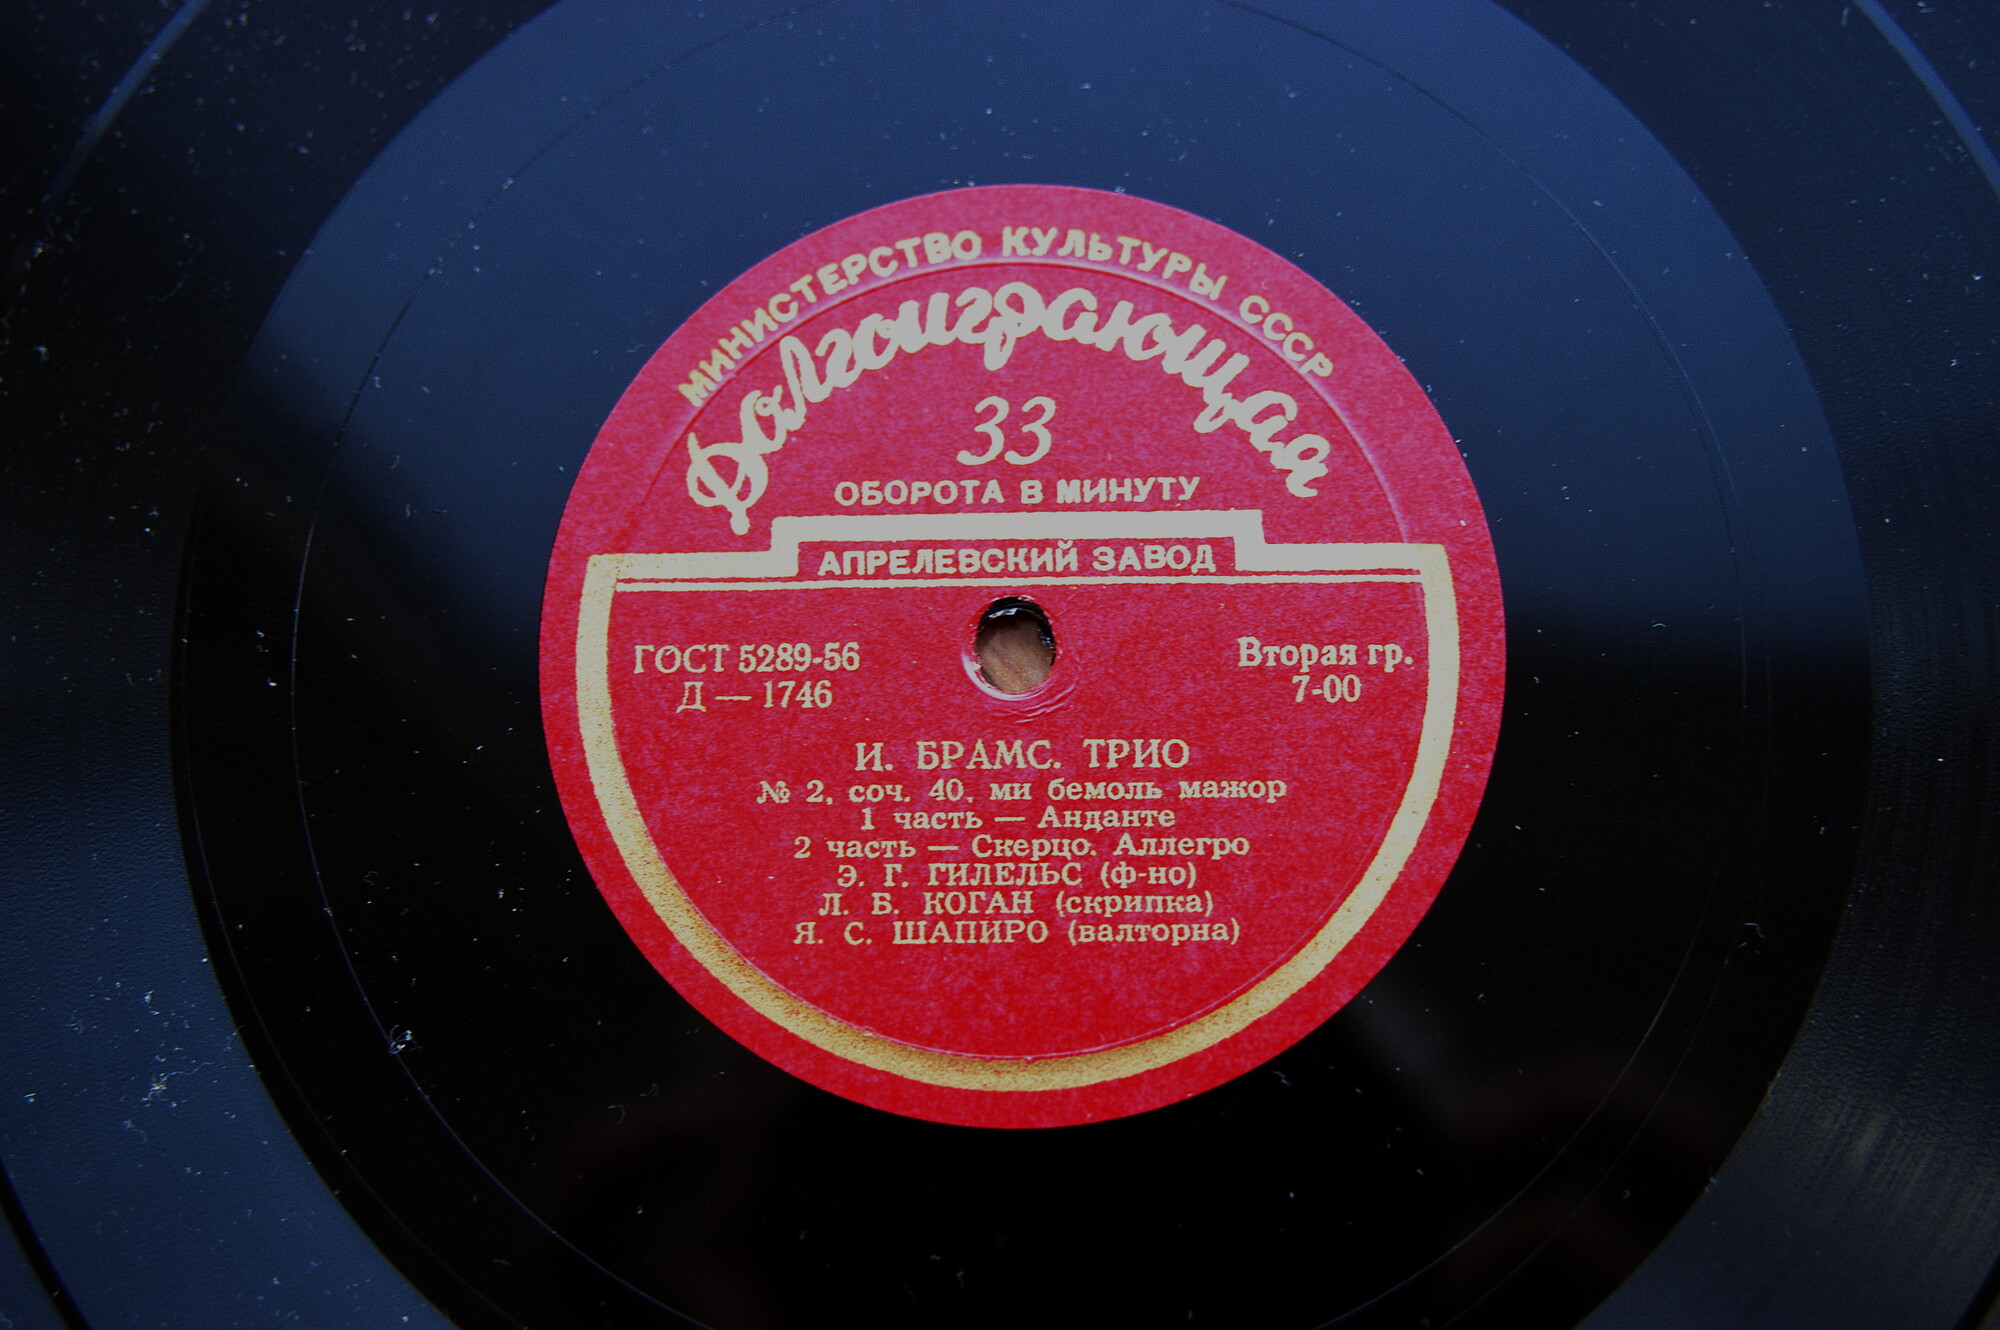 МИНИСТЕРСТВО КУЛЬТУРЫ СССР
Долгоиграющая
33
ОБОРОТА В МИНУТУ
АПРЕЛЕВСКИЙ ЗАВОД
ГОСТ 5289-56
Д — 1746
Вторая гр.
7-00
И. БРАМС. ТРИО
№ 2, соч. 40, ми бемоль мажор
1 часть — Анданте
2 часть — Скерцо. Аллегро
Э. Г. ГИЛЕЛЬС (ф-но)
Л. Б. КОГАН (скрипка)
Я. С. ШАПИРО (валторна)